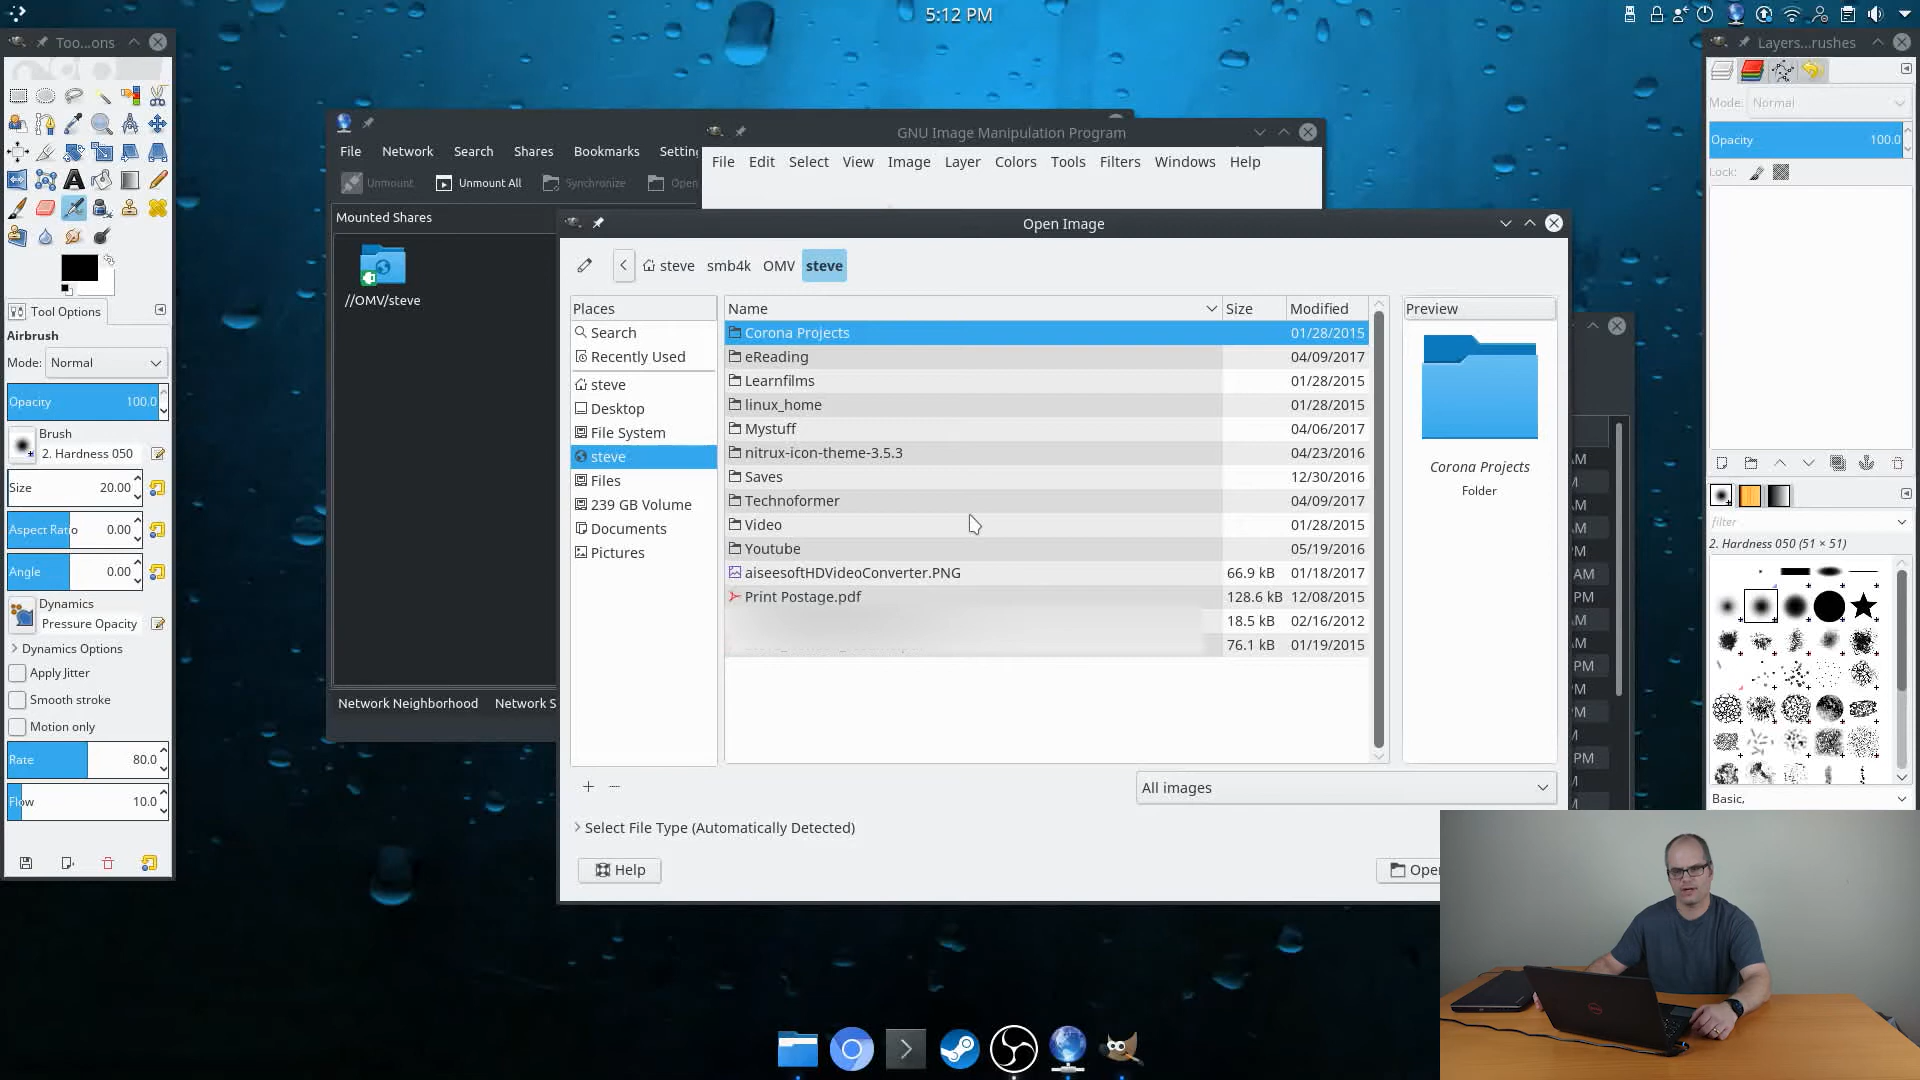 5:12 PM
Too...ons
Layers...rushes
Mode: Normal
Opacity 100.0
Lock:
File Network Search Shares Bookmarks
Unmount Unmount All Synchronize Open
Mounted Shares
//OMV/steve
Network Neighborhood Network S
GNU Image Manipulation Program
File Edit Select View Image Layer Colors Tools Filters Windows Help
Open Image
steve smb4k OMV steve
Places
Search
Recently Used
steve
Desktop
File System
steve
Files
239 GB Volume
Documents
Pictures
Name Size Modified
Corona Projects 01/28/2015
eReading 04/09/2017
Learnfilms 01/28/2015
linux_home 01/28/2015
Mystuff 04/06/2017
nitrux-icon-theme-3.5.3 04/23/2016
Saves 12/30/2016
Technoformer 04/09/2017
Video 01/28/2015
Youtube 05/19/2016
aiseesoftHDVideoConverter.PNG 66.9 kB 01/18/2017
Print Postage.pdf 128.6 kB 12/08/2015
18.5 kB 02/16/2012
76.1 kB 01/19/2015
Preview
Corona Projects
Folder
All images
Select File Type (Automatically Detected)
Help
Open
Tool Options
Airbrush
Mode: Normal
Opacity 100.0
Brush
2. Hardness 050
Size 20.00
Aspect Ratio 0.00
Angle 0.00
Dynamics
Pressure Opacity
Dynamics Options
Apply Jitter
Smooth stroke
Motion only
Rate 80.0
Flow 10.0
filter
2. Hardness 050 (51 × 51)
Basic,